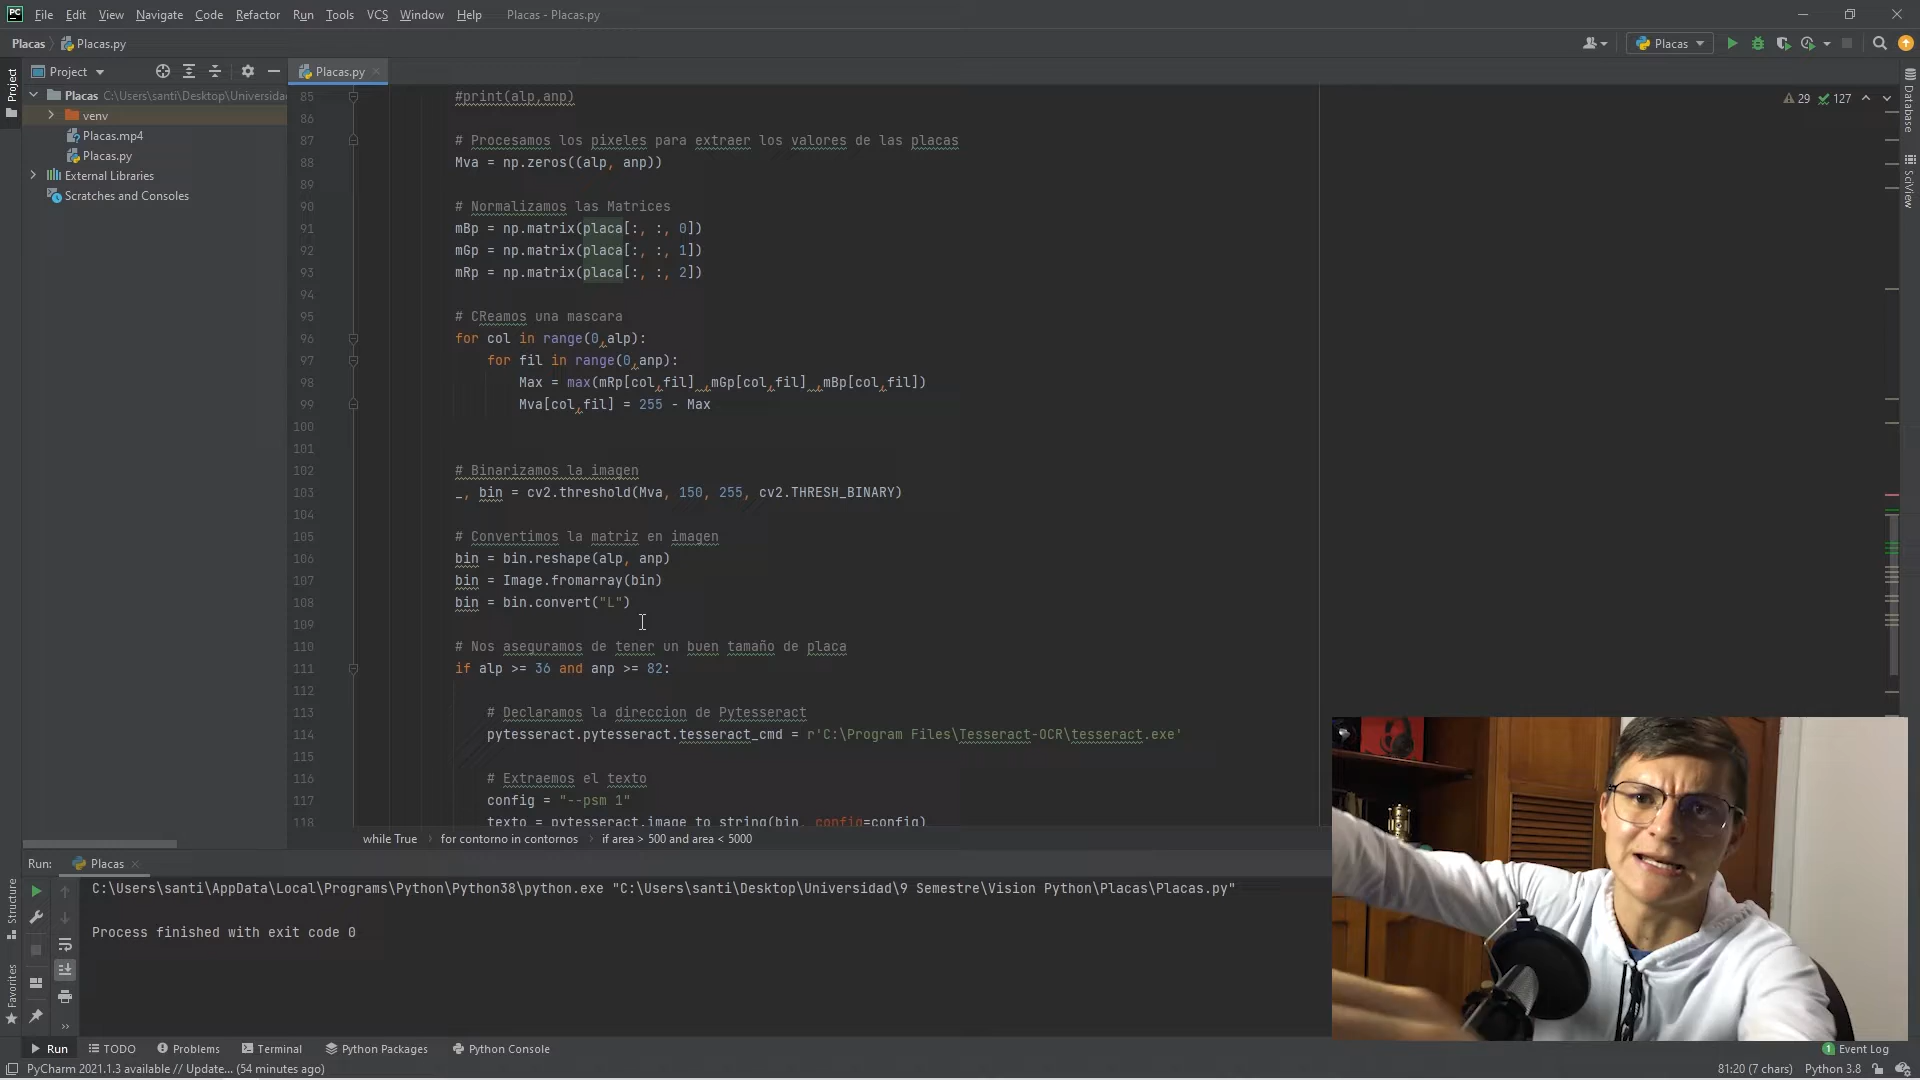 File Edit View Navigate Code Refactor Run Tools VCS Window Help Placas - Placas.py
Placas Placas.py
Placas
Project
Project
Placas.py
Placas C:\Users\santi\Desktop\Universida
venv
Placas.mp4
Placas.py
External Libraries
Scratches and Consoles
29 127
Database
SciView
85 #print(alp,anp)
86
87 # Procesamos los pixeles para extraer los valores de las placas
88 Mva = np.zeros((alp, anp))
89
90 # Normalizamos las Matrices
91 mBp = np.matrix(placa[:, :, 0])
92 mGp = np.matrix(placa[:, :, 1])
93 mRp = np.matrix(placa[:, :, 2])
94
95 # CReamos una mascara
96 for col in range(0,alp):
97 for fil in range(0,anp):
98 Max = max(mRp[col,fil] ,mGp[col,fil] ,mBp[col,fil])
99 Mva[col,fil] = 255 - Max
100
101
102 # Binarizamos la imagen
103 _, bin = cv2.threshold(Mva, 150, 255, cv2.THRESH_BINARY)
104
105 # Convertimos la matriz en imagen
106 bin = bin.reshape(alp, anp)
107 bin = Image.fromarray(bin)
108 bin = bin.convert("L")
109
110 # Nos aseguramos de tener un buen tamaño de placa
111 if alp >= 36 and anp >= 82:
112
113 # Declaramos la direccion de Pytesseract
114 pytesseract.pytesseract.tesseract_cmd = r'C:\Program Files\Tesseract-OCR\tesseract.exe'
115
116 # Extraemos el texto
117 config = "--psm 1"
118 texto = pytesseract.image_to_string(bin, config=config)
while True for contorno in contornos if area > 500 and area < 5000
Run: Placas
C:\Users\santi\AppData\Local\Programs\Python\Python38\python.exe "C:\Users\santi\Desktop\Universidad\9 Semestre\Vision Python\Placas\Placas.py"
Process finished with exit code 0
Structure
Favorites
Run TODO Problems Terminal Python Packages Python Console
1 Event Log
PyCharm 2021.1.3 available // Update... (54 minutes ago)
81:20 (7 chars) Python 3.8